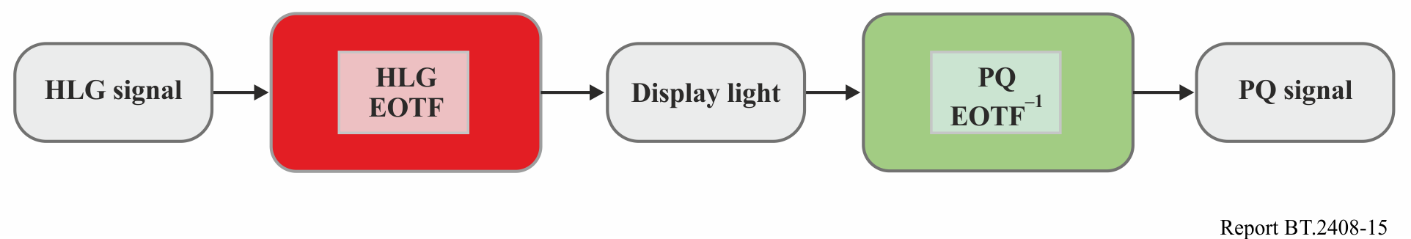 HLG signal
HLG
EOTF
Display light
PQ
EOTF⁻¹
PQ signal
Report BT.2408-15